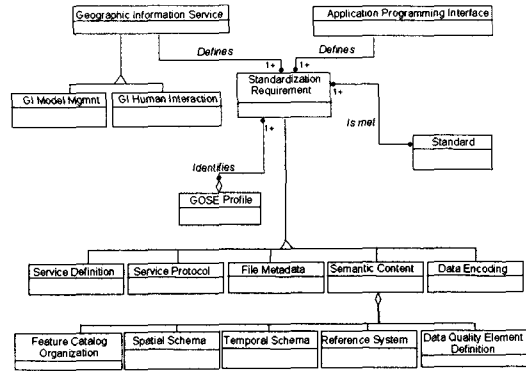 Geographic Information Service
Application Programming Interface
Defines
Defines
1+
1+
Standardization
Requirement
1+
GI Model Mgmnt
GI Human Interaction
1+
Is met
Standard
Identifies
GOSE Profile
Service Definition
Service Protocol
File Metadata
Semantic Content
Data Encoding
Feature Catalog
Organization
Spatial Schema
Temporal Schema
Reference System
Data Quality Element
Definition